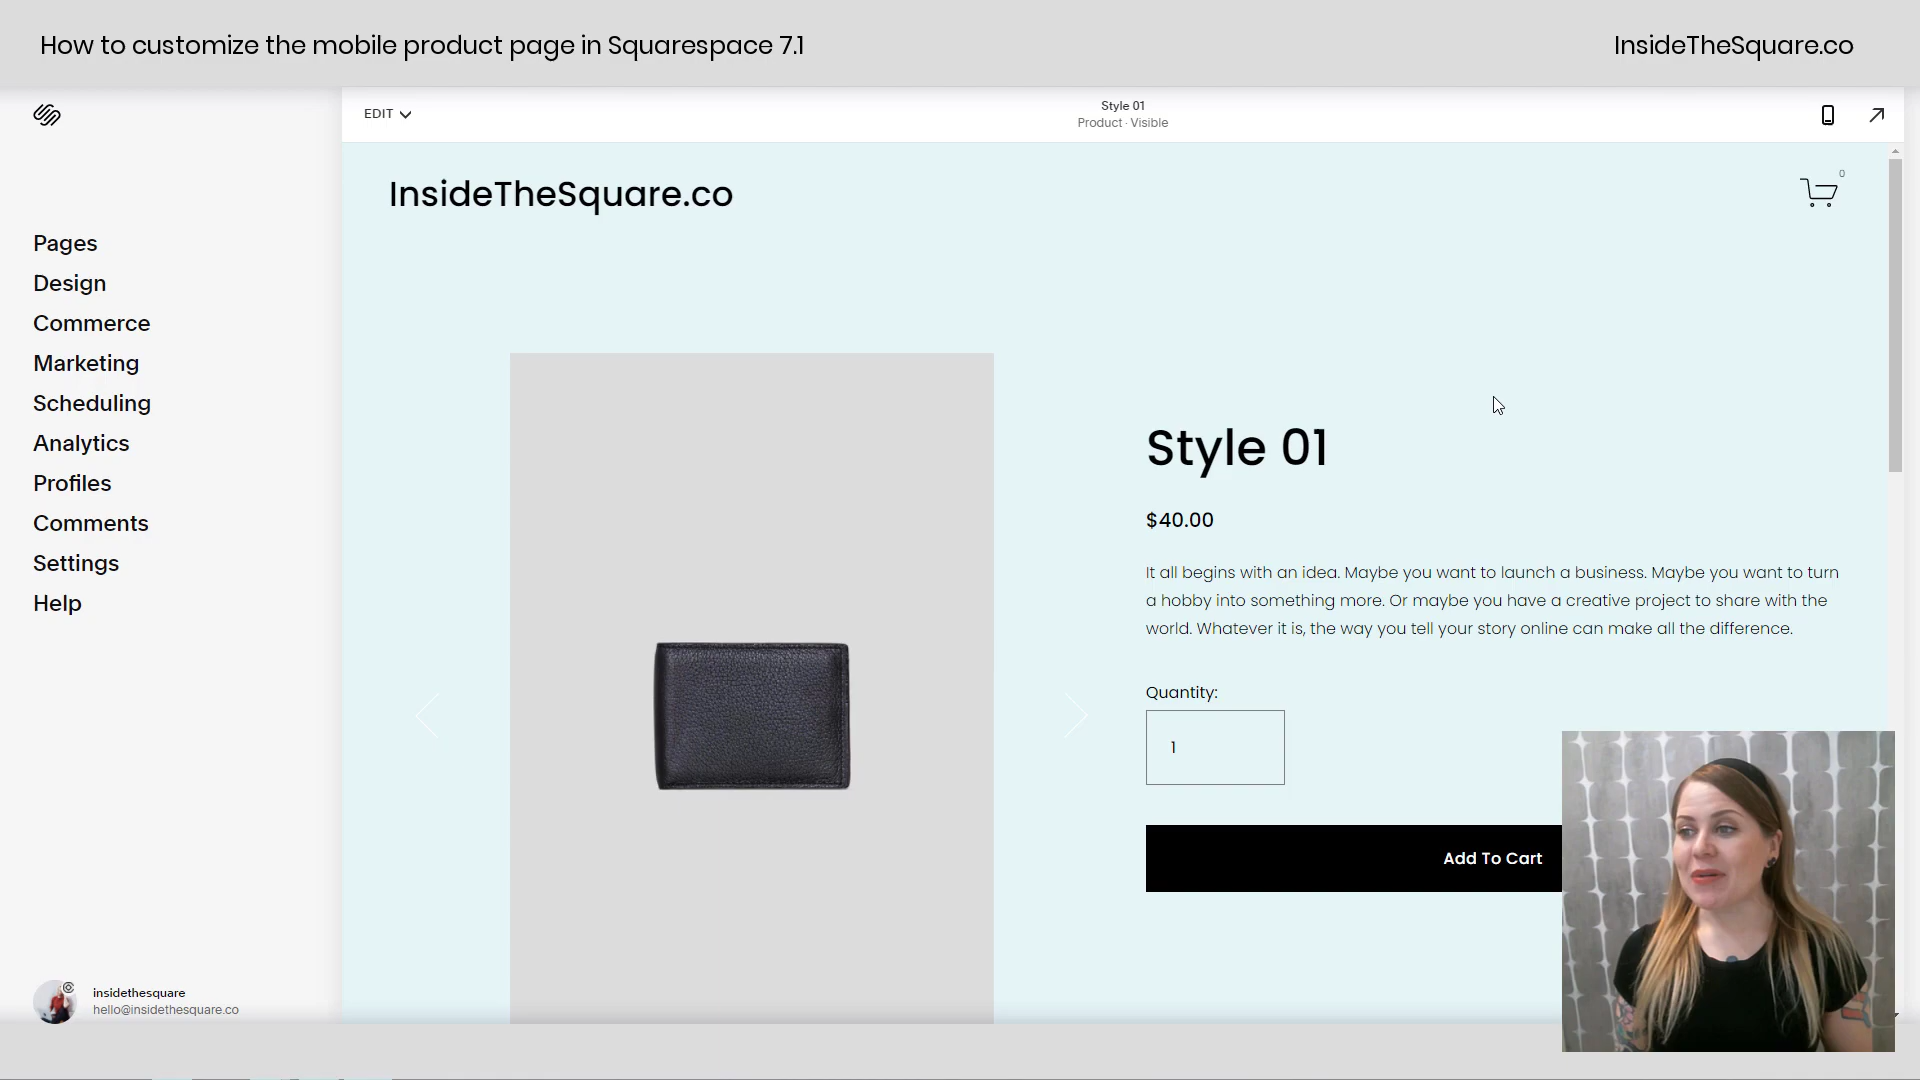 How to customize the mobile product page in Squarespace 7.1
InsideTheSquare.co
EDIT
Style 01
Product · Visible
InsideTheSquare.co
0
Pages
Design
Commerce
Marketing
Scheduling
Analytics
Profiles
Comments
Settings
Help
Style 01
$40.00
It all begins with an idea. Maybe you want to launch a business. Maybe you want to turn
a hobby into something more. Or maybe you have a creative project to share with the
world. Whatever it is, the way you tell your story online can make all the difference.
Quantity:
1
Add To Cart
insidethesquare
hello@insidethesquare.co